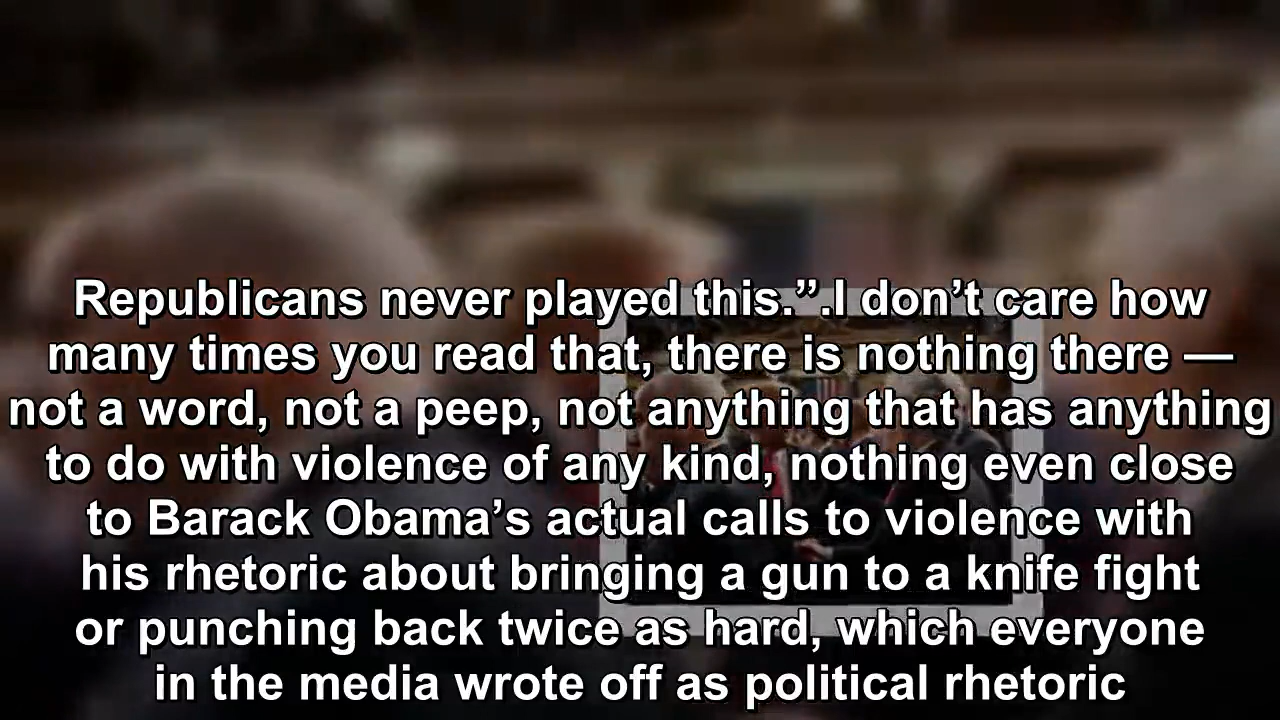 Republicans never played this.” .I don’t care how
many times you read that, there is nothing there —
not a word, not a peep, not anything that has anything
to do with violence of any kind, nothing even close
to Barack Obama’s actual calls to violence with
his rhetoric about bringing a gun to a knife fight
or punching back twice as hard, which everyone
in the media wrote off as political rhetoric